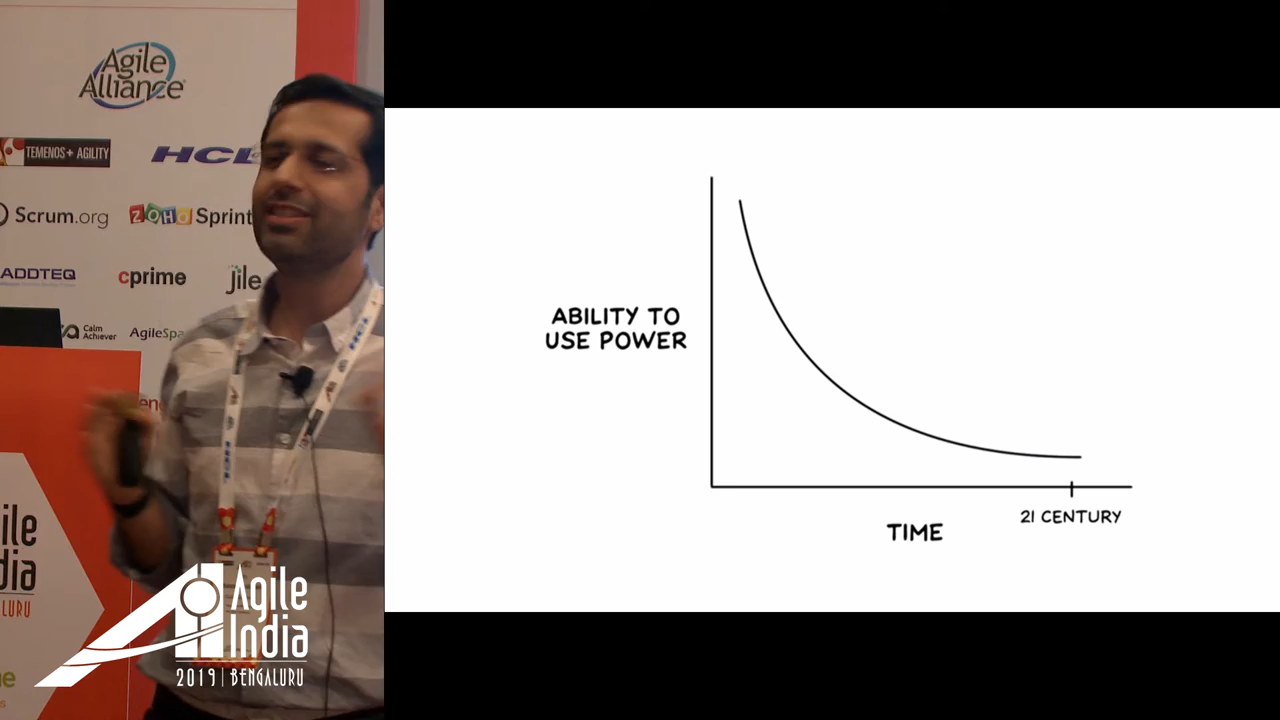 Agile
Alliance
TEMENOS+ AGILITY
HCL
Scrum.org
ZOHO Sprint
ADDTEQ
cprime
jile
Calm
Achiever
AgileSpa
ile
dia
LURU
Agile
India
2019 | BENGALURU
ABILITY TO
USE POWER
21 CENTURY
TIME